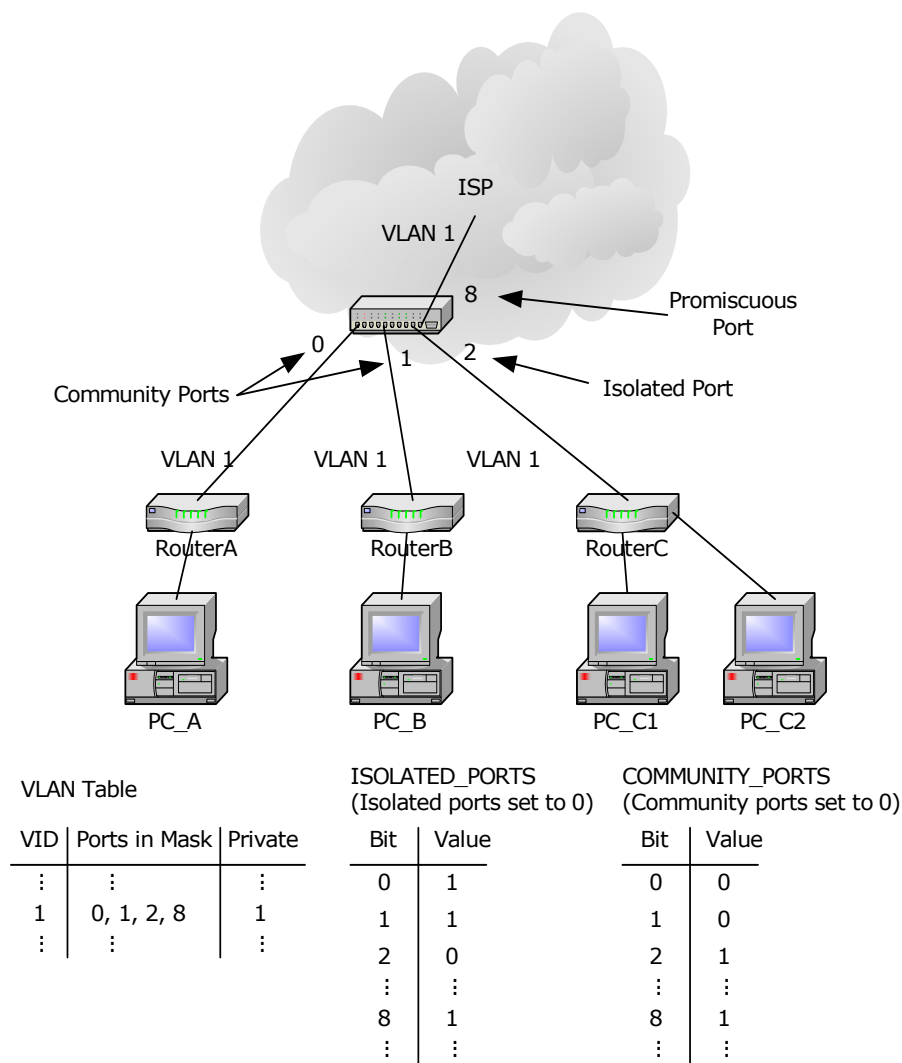 ISP
VLAN 1
8
Promiscuous
Port
0
1
2
Community Ports
Isolated Port
VLAN 1
VLAN 1
VLAN 1
RouterA
RouterB
RouterC
PC_A
PC_B
PC_C1
PC_C2
VLAN Table
VID Ports in Mask Private
⋮ ⋮ ⋮
1 0, 1, 2, 8 1
⋮ ⋮ ⋮
ISOLATED_PORTS
(Isolated ports set to 0)
Bit Value
0 1
1 1
2 0
⋮ ⋮
8 1
⋮ ⋮
COMMUNITY_PORTS
(Community ports set to 0)
Bit Value
0 0
1 0
2 1
⋮ ⋮
8 1
⋮ ⋮